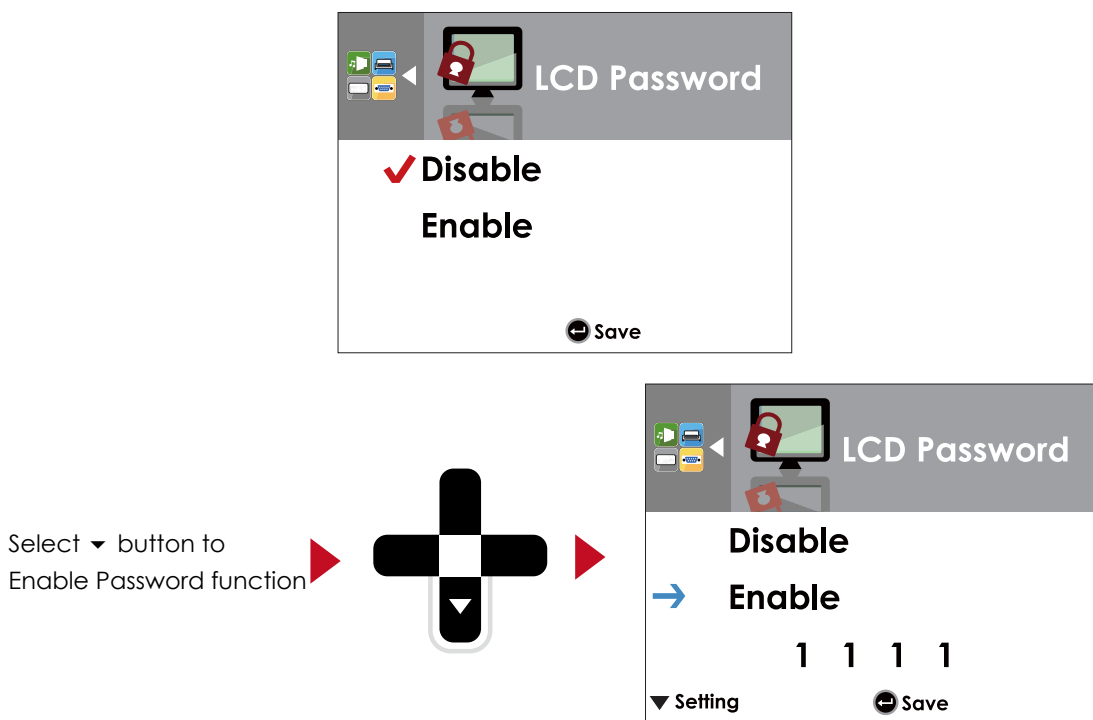 LCD Password
Disable
Enable
Save
Select ▼ button to
Enable Password function
LCD Password
Disable
Enable
1 1 1 1
Setting Save